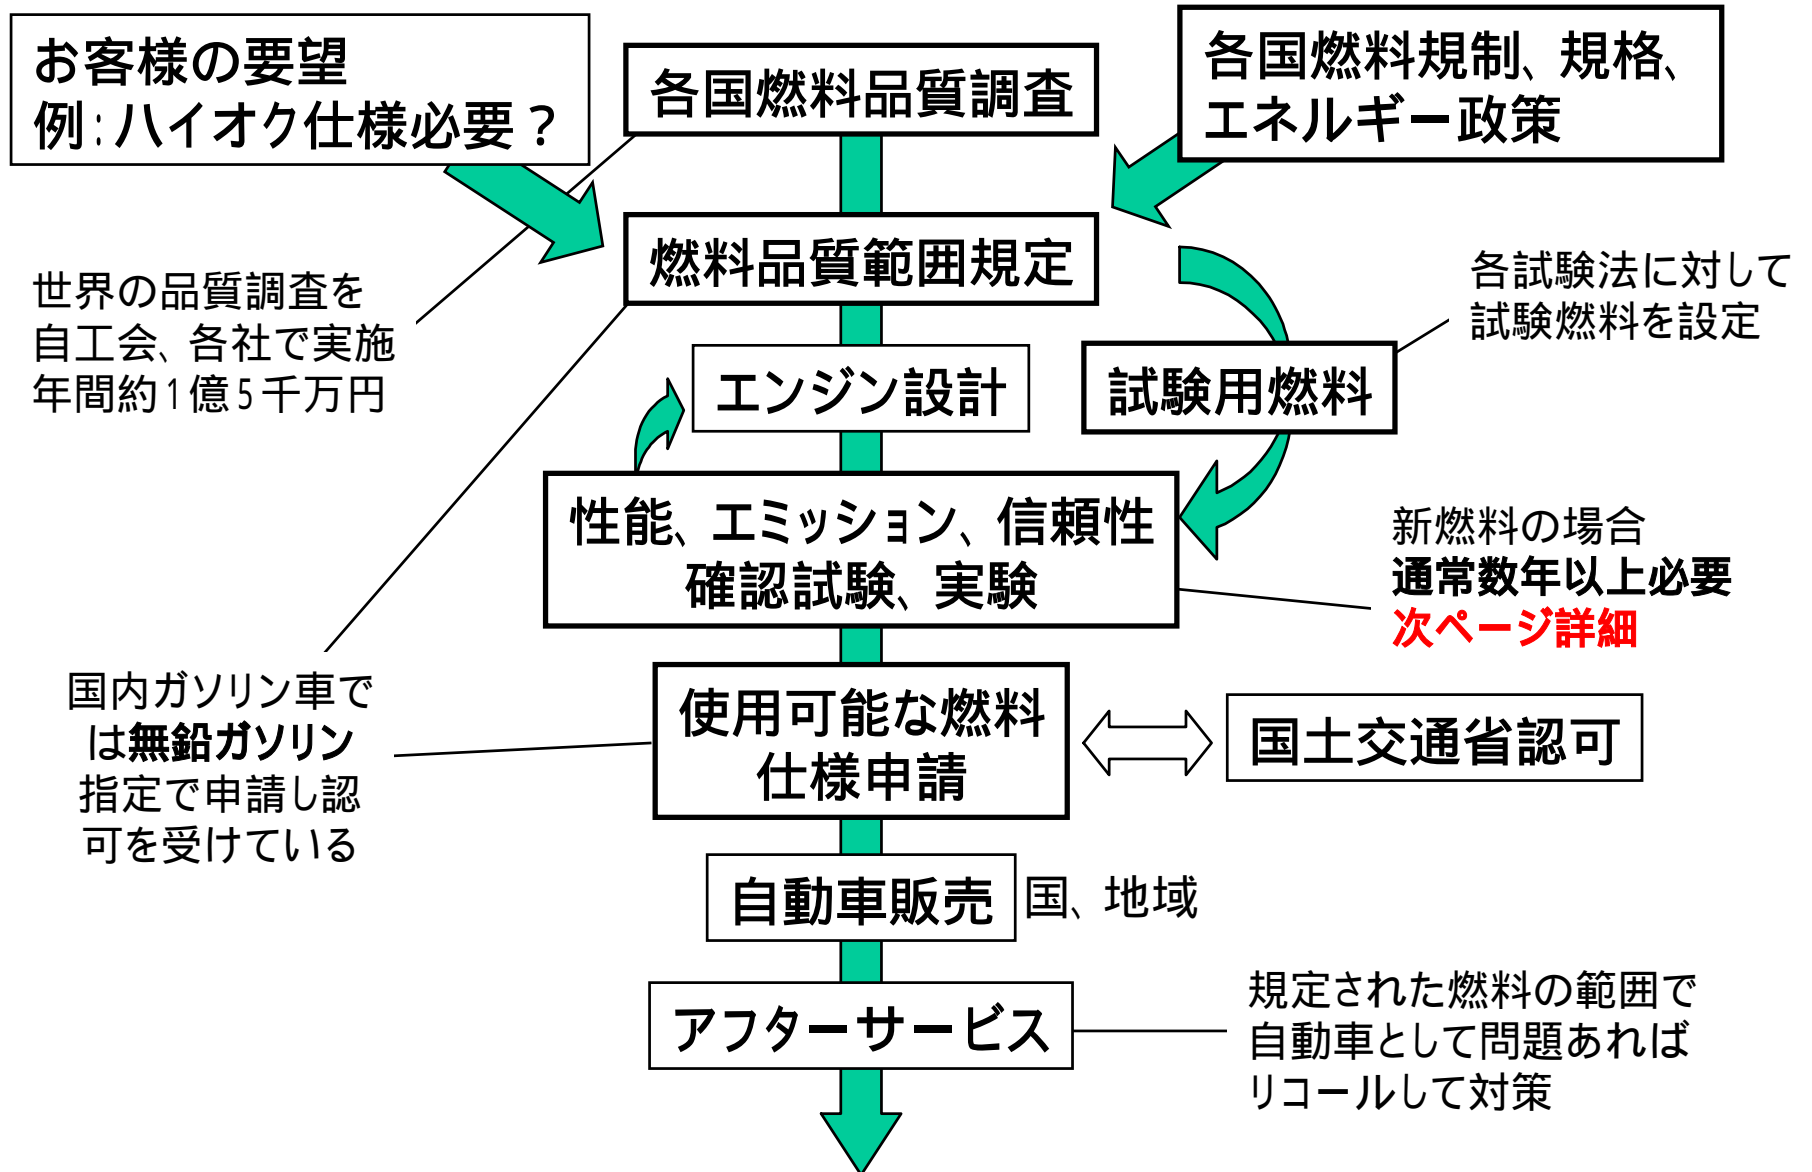 お客様の要望
例:ハイオク仕様必要?
各国燃料品質調査
各国燃料規制、規格、
エネルギー政策
燃料品質範囲規定
世界の品質調査を
自工会、各社で実施
年間約1億5千万円
各試験法に対して
試験燃料を設定
エンジン設計
試験用燃料
性能、エミッション、信頼性
確認試験、実験
新燃料の場合
通常数年以上必要
次ページ詳細
国内ガソリン車で
は無鉛ガソリン
指定で申請し認
可を受けている
使用可能な燃料
仕様申請
国土交通省認可
自動車販売
国、地域
アフターサービス
規定された燃料の範囲で
自動車として問題あれば
リコールして対策